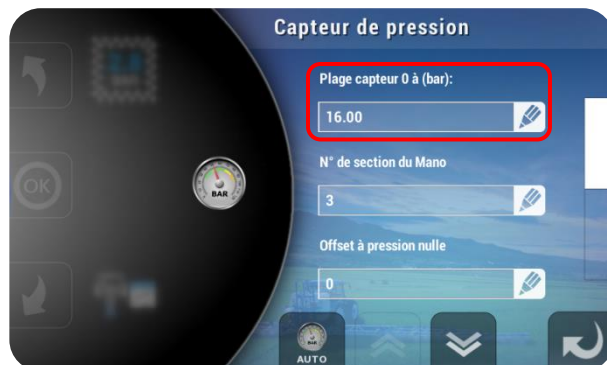 Capteur de pression
Plage capteur 0 à (bar):
16.00
N° de section du Mano
3
Offset à pression nulle
0
OK
BAR
AUTO